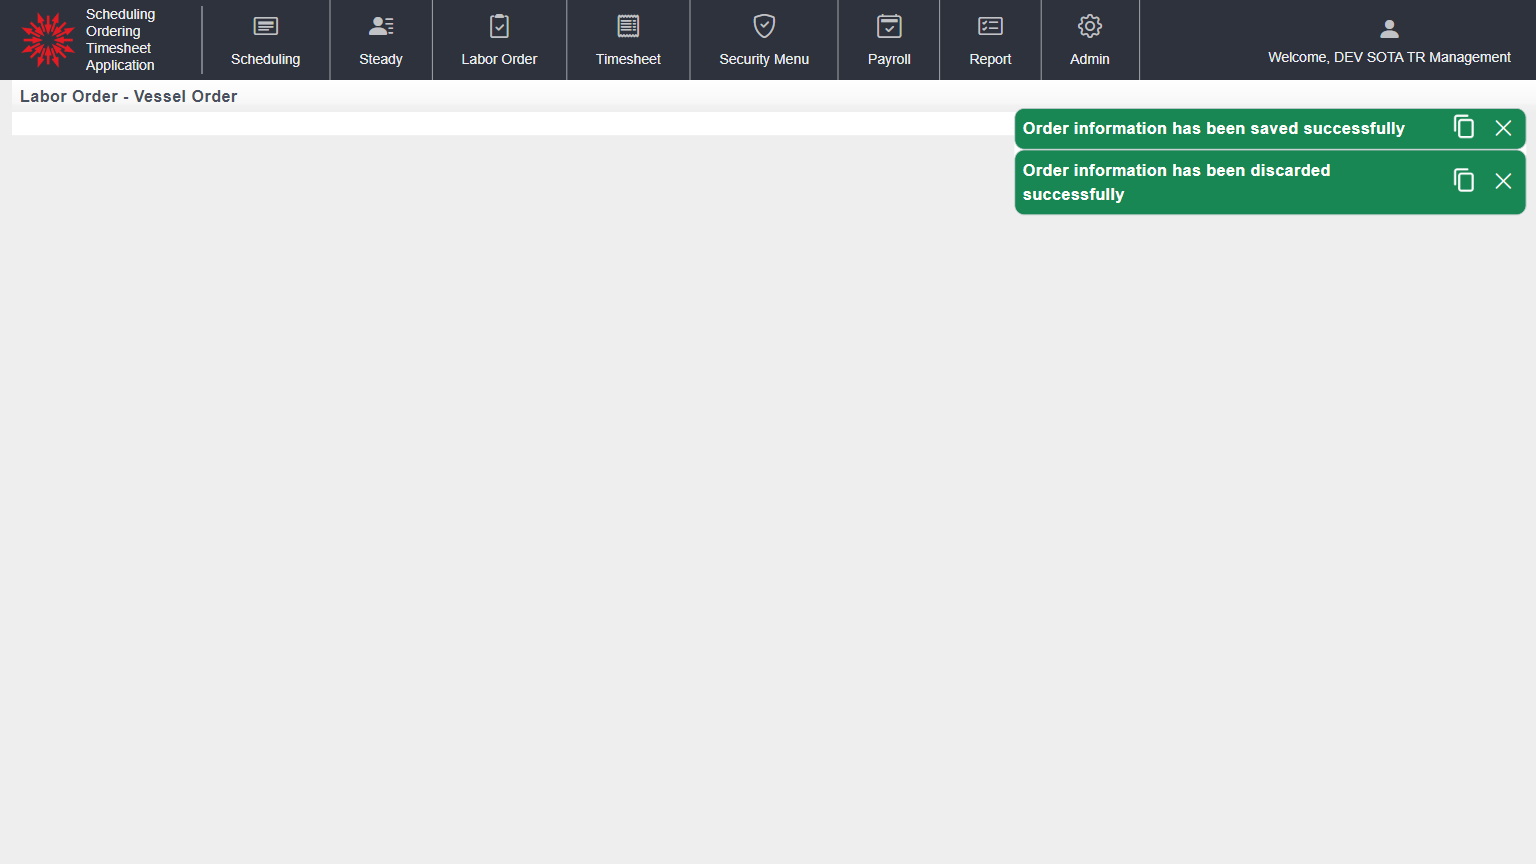 Scheduling
Ordering
Timesheet
Application
Scheduling
Steady
Labor Order
Timesheet
Security Menu
Payroll
Report
Admin
Welcome, DEV SOTA TR Management
Labor Order - Vessel Order
Order information has been saved successfully
Order information has been discarded
successfully